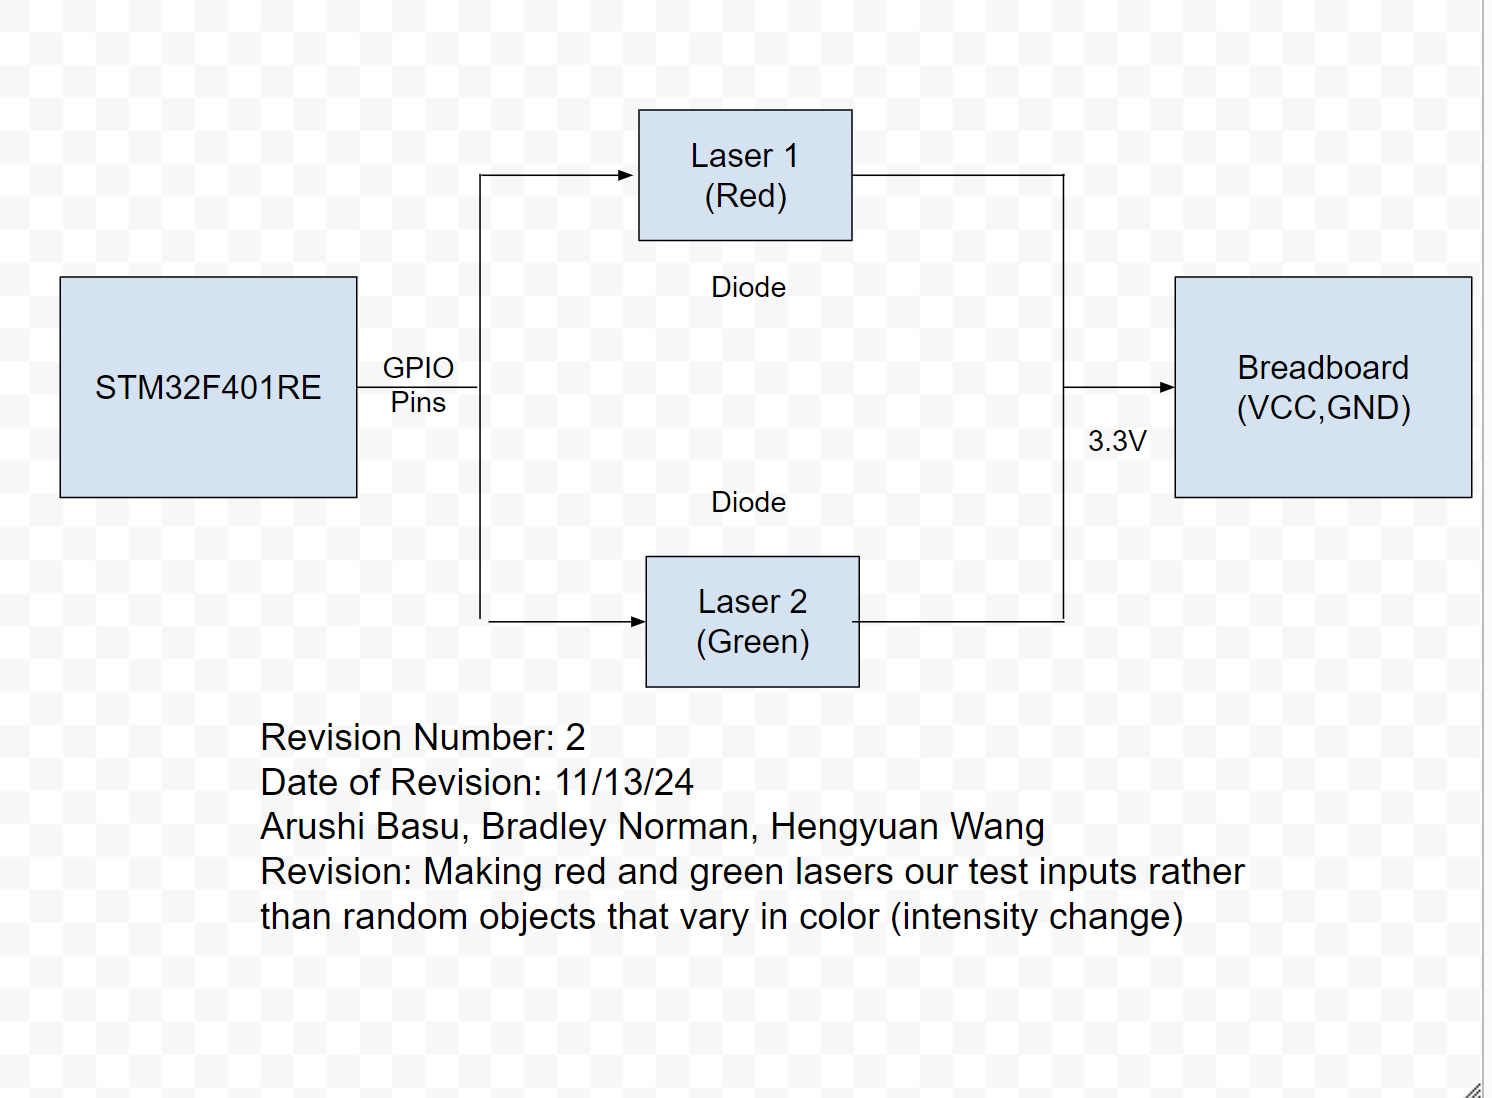 Laser 1
(Red)
Diode
STM32F401RE
GPIO
Pins
Breadboard
(VCC,GND)
3.3V
Diode
Laser 2
(Green)
Revision Number: 2
Date of Revision: 11/13/24
Arushi Basu, Bradley Norman, Hengyuan Wang
Revision: Making red and green lasers our test inputs rather
than random objects that vary in color (intensity change)